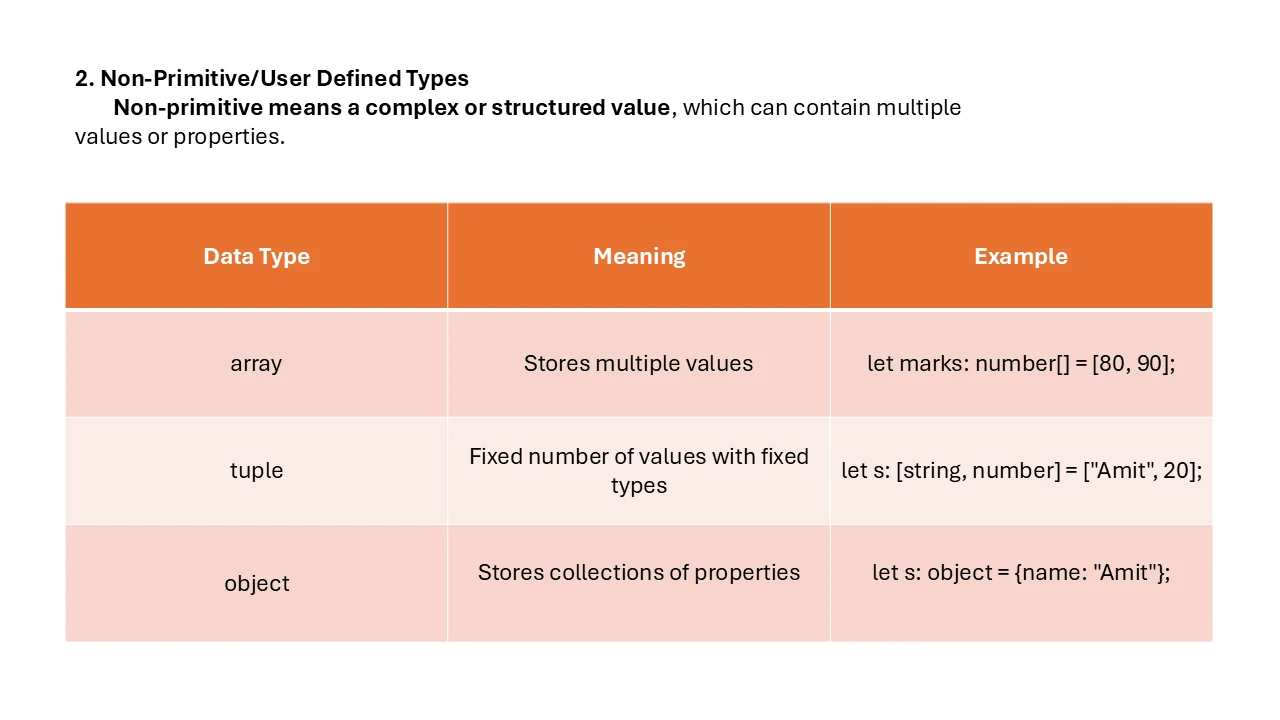 2. Non-Primitive/User Defined Types
Non-primitive means a complex or structured value, which can contain multiple
values or properties.
Data Type
Meaning
Example
array
Stores multiple values
let marks: number[] = [80, 90];
tuple
Fixed number of values with fixed
types
let s: [string, number] = ["Amit", 20];
object
Stores collections of properties
let s: object = {name: "Amit"};